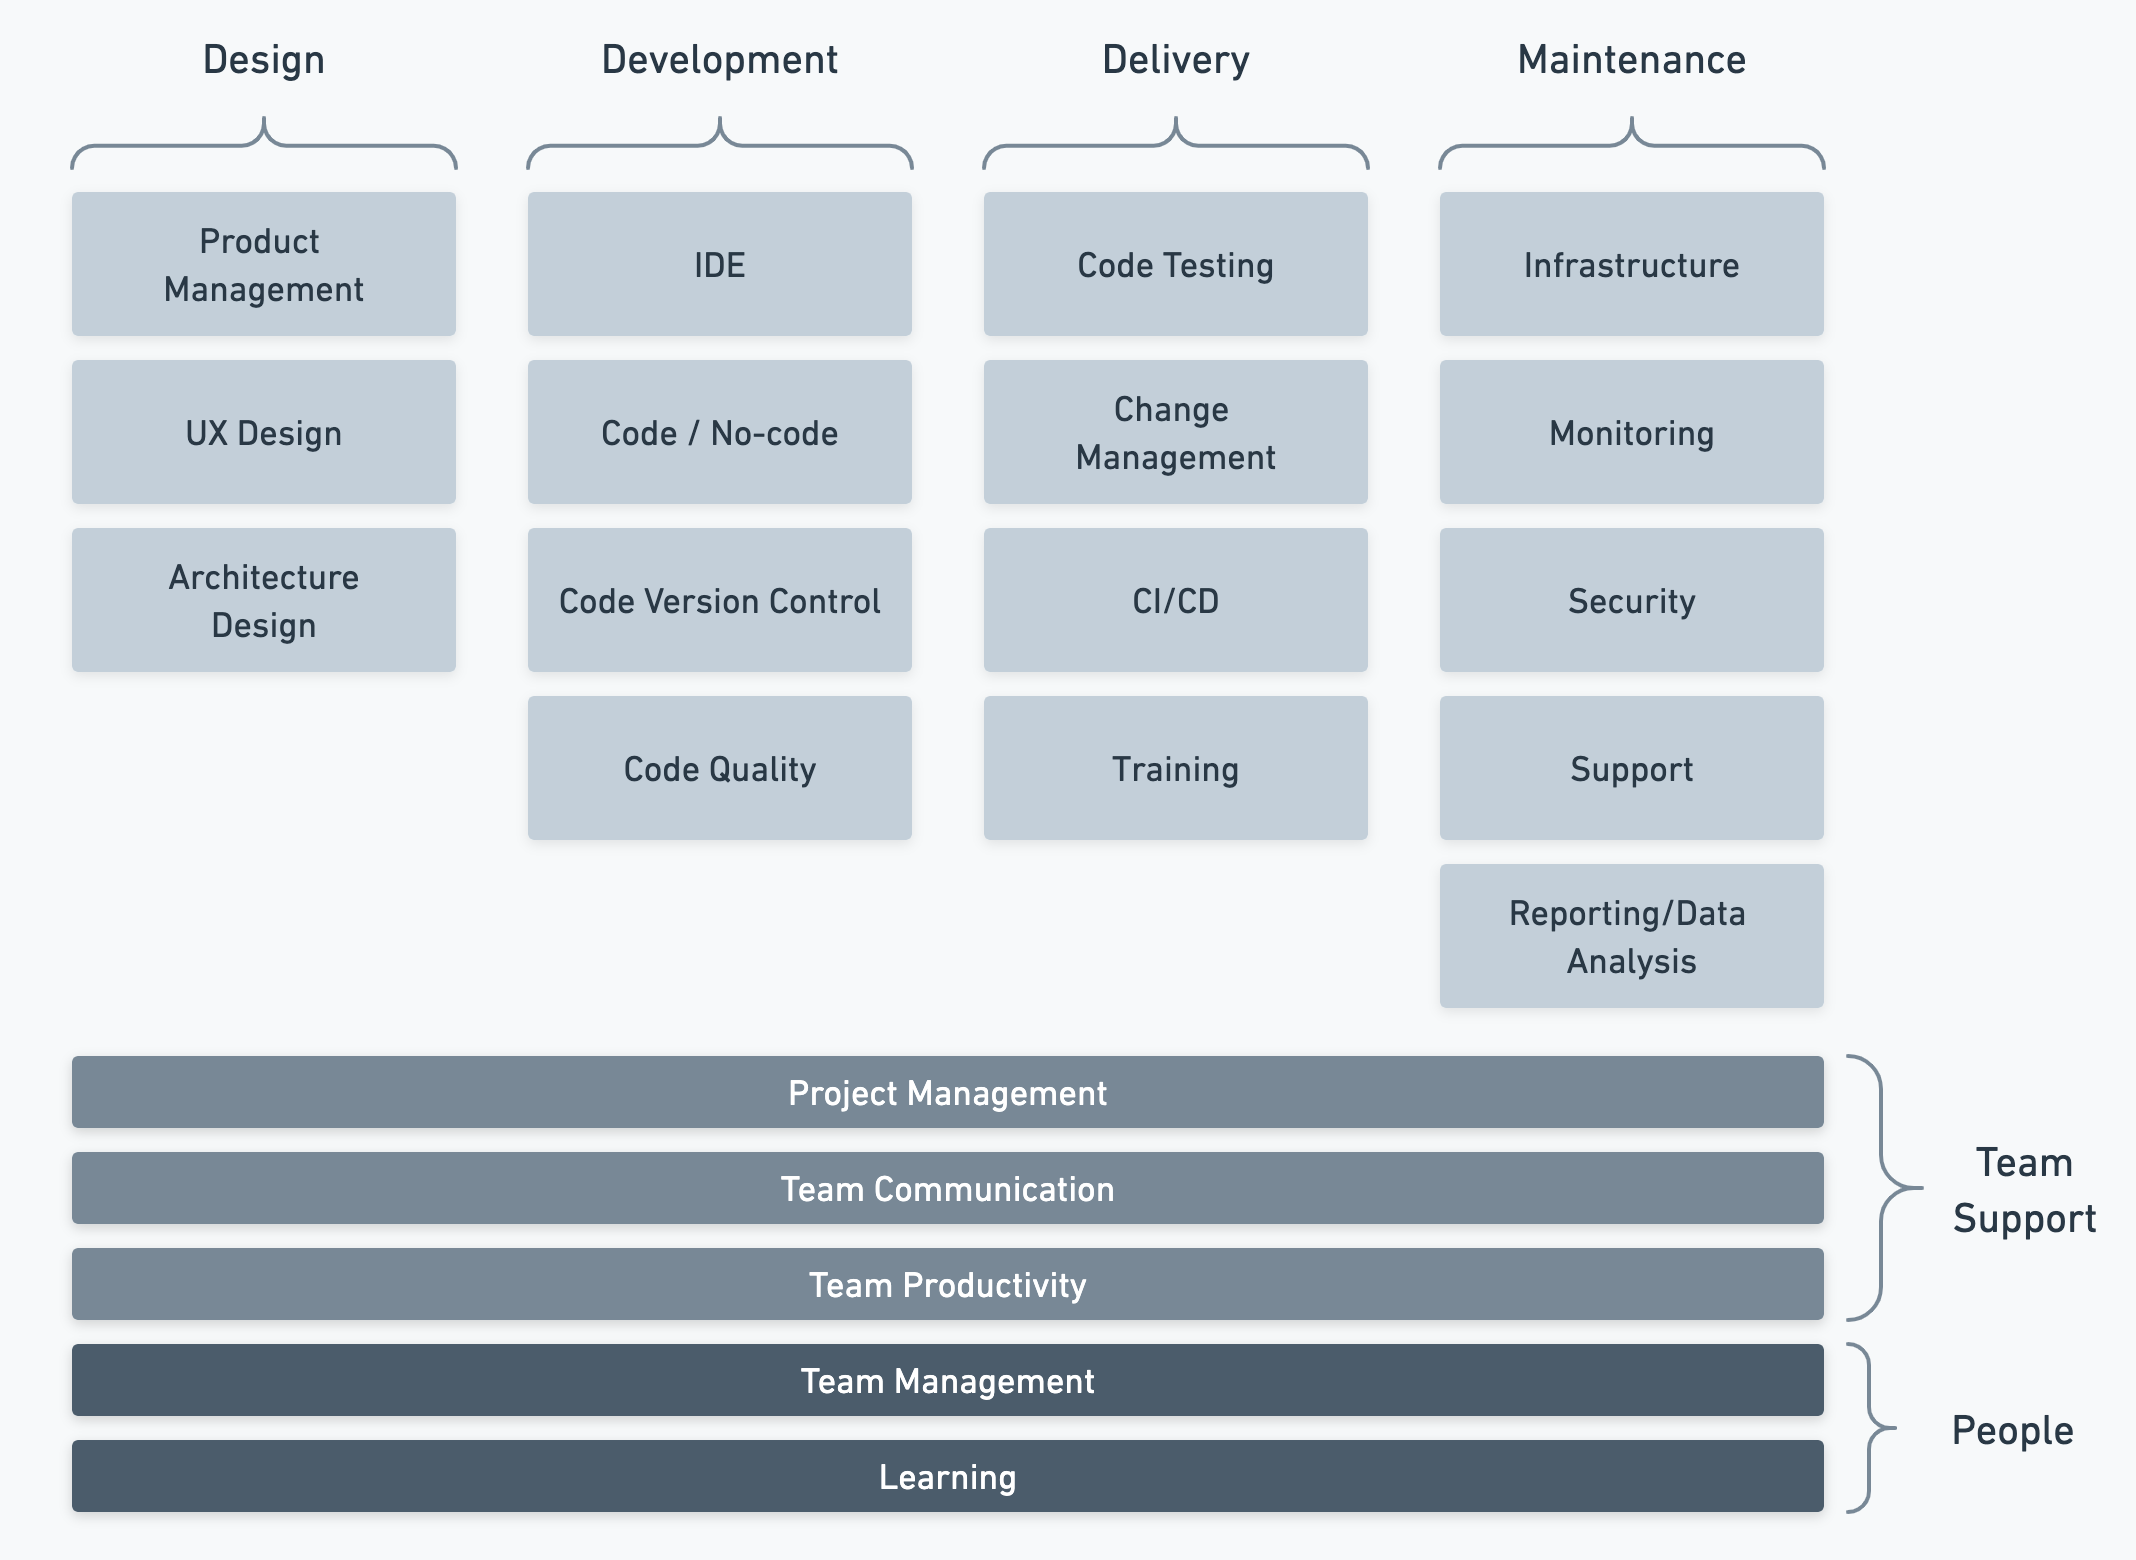 Design
Development
Delivery
Maintenance
Product
Management
IDE
Code Testing
Infrastructure
UX Design
Code / No-code
Change
Management
Monitoring
Architecture
Design
Code Version Control
CI/CD
Security
Code Quality
Training
Support
Reporting/Data
Analysis
Project Management
Team Communication
Team Productivity
Team
Support
Team Management
Learning
People